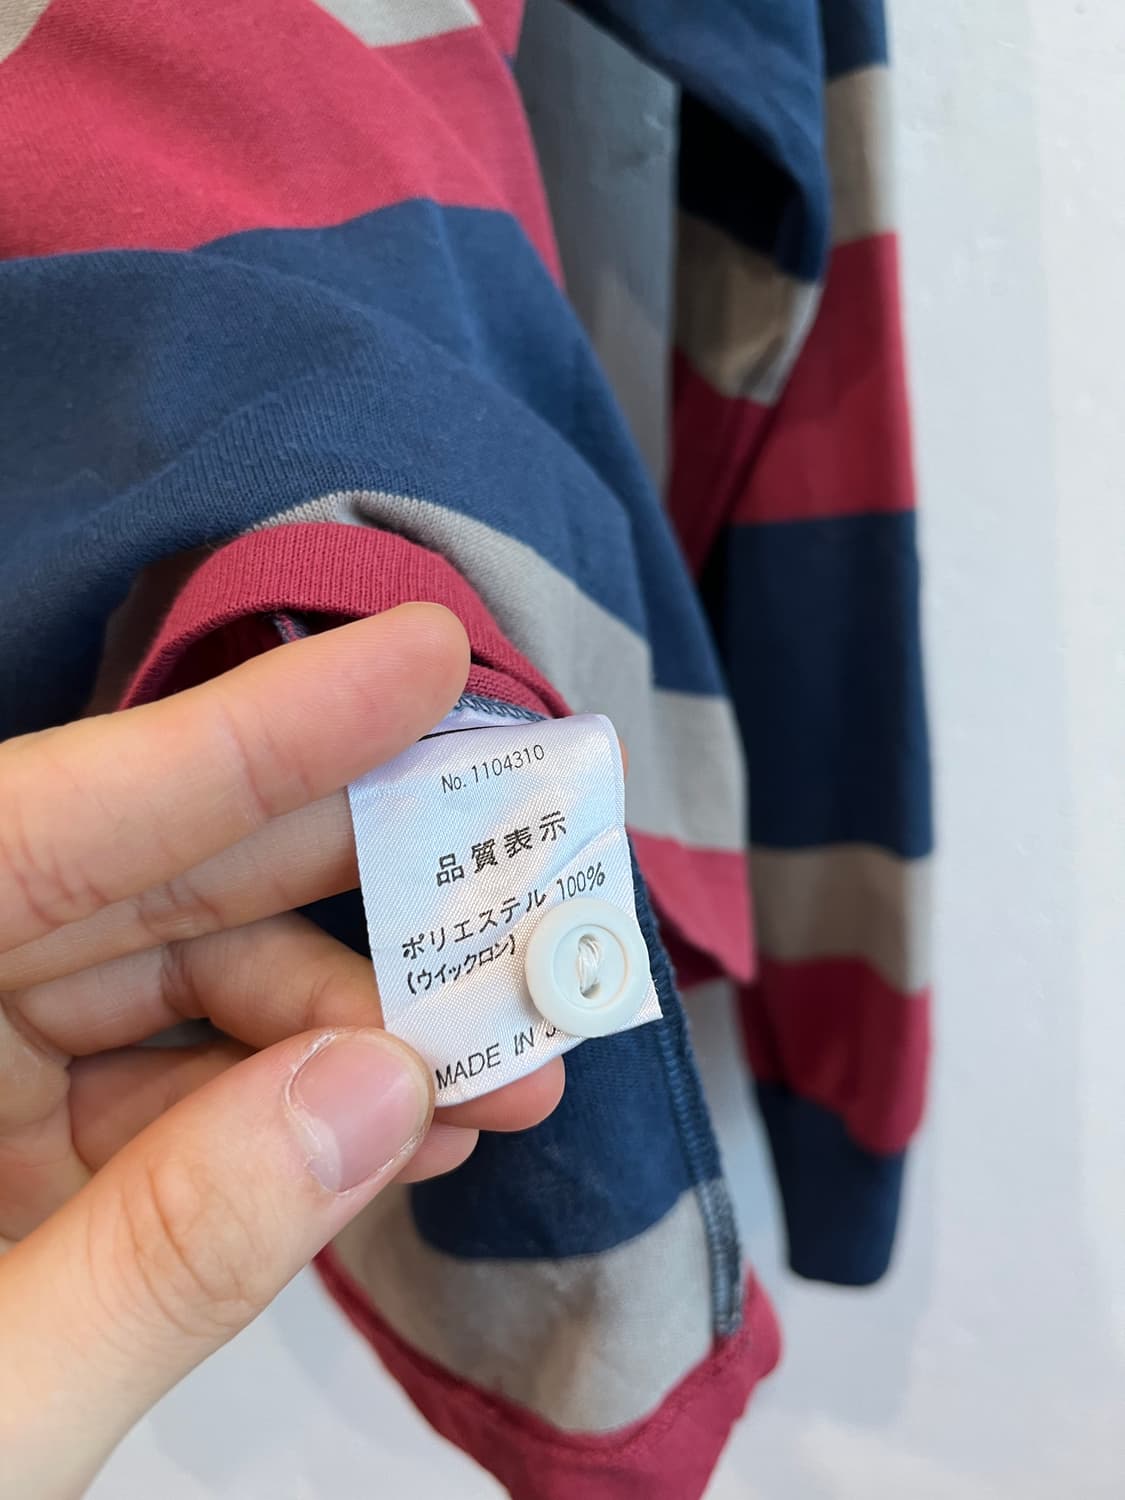 No. 1104310
品質表示
ポリエステル 100%
(ウイックロン)
MADE IN